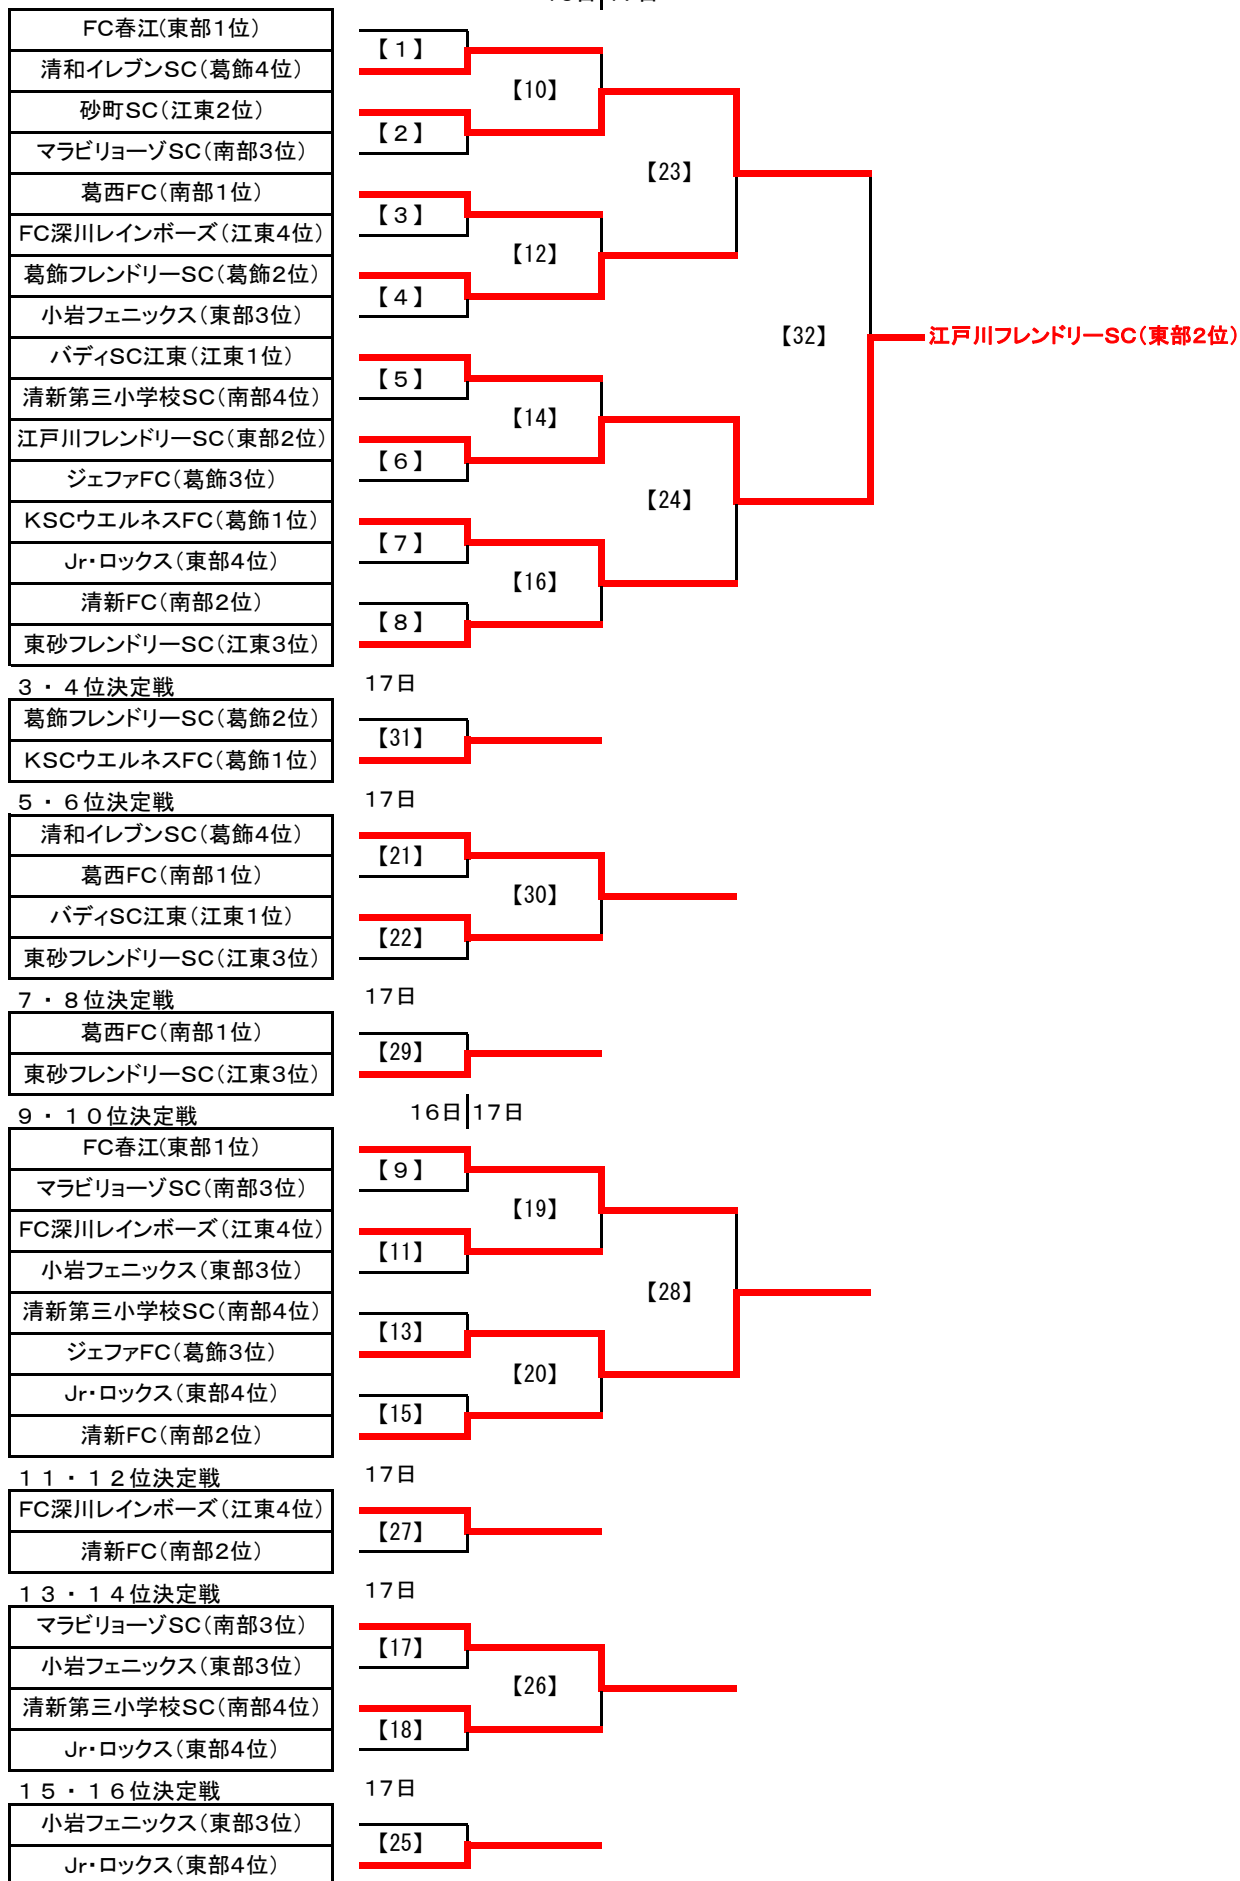 FC春江(東部1位)
【 1 】
清和イレブンSC(葛飾4位)
【10】
砂町SC(江東2位)
【 2 】
マラビリョーゾSC(南部3位)
【23】
葛西FC(南部1位)
【 3 】
FC深川レインボーズ(江東4位)
【12】
葛飾フレンドリーSC(葛飾2位)
【 4 】
小岩フェニックス(東部3位)
【32】
江戸川フレンドリーSC(東部2位)
バディSC江東(江東1位)
【 5 】
清新第三小学校SC(南部4位)
【14】
江戸川フレンドリーSC(東部2位)
【 6 】
ジェファFC(葛飾3位)
【24】
KSCウエルネスFC(葛飾1位)
【 7 】
Jr・ロックス(東部4位)
【16】
清新FC(南部2位)
【 8 】
東砂フレンドリーSC(江東3位)
3・4位決定戦 17日
葛飾フレンドリーSC(葛飾2位)
【31】
KSCウエルネスFC(葛飾1位)
5・6位決定戦 17日
清和イレブンSC(葛飾4位)
【21】
葛西FC(南部1位)
【30】
バディSC江東(江東1位)
【22】
東砂フレンドリーSC(江東3位)
7・8位決定戦 17日
葛西FC(南部1位)
【29】
東砂フレンドリーSC(江東3位)
9・10位決定戦 16日 17日
FC春江(東部1位)
【 9 】
マラビリョーゾSC(南部3位)
【19】
FC深川レインボーズ(江東4位)
【11】
小岩フェニックス(東部3位)
【28】
清新第三小学校SC(南部4位)
【13】
ジェファFC(葛飾3位)
【20】
Jr・ロックス(東部4位)
【15】
清新FC(南部2位)
11・12位決定戦 17日
FC深川レインボーズ(江東4位)
【27】
清新FC(南部2位)
13・14位決定戦 17日
マラビリョーゾSC(南部3位)
【17】
小岩フェニックス(東部3位)
【26】
清新第三小学校SC(南部4位)
【18】
Jr・ロックス(東部4位)
15・16位決定戦 17日
小岩フェニックス(東部3位)
【25】
Jr・ロックス(東部4位)